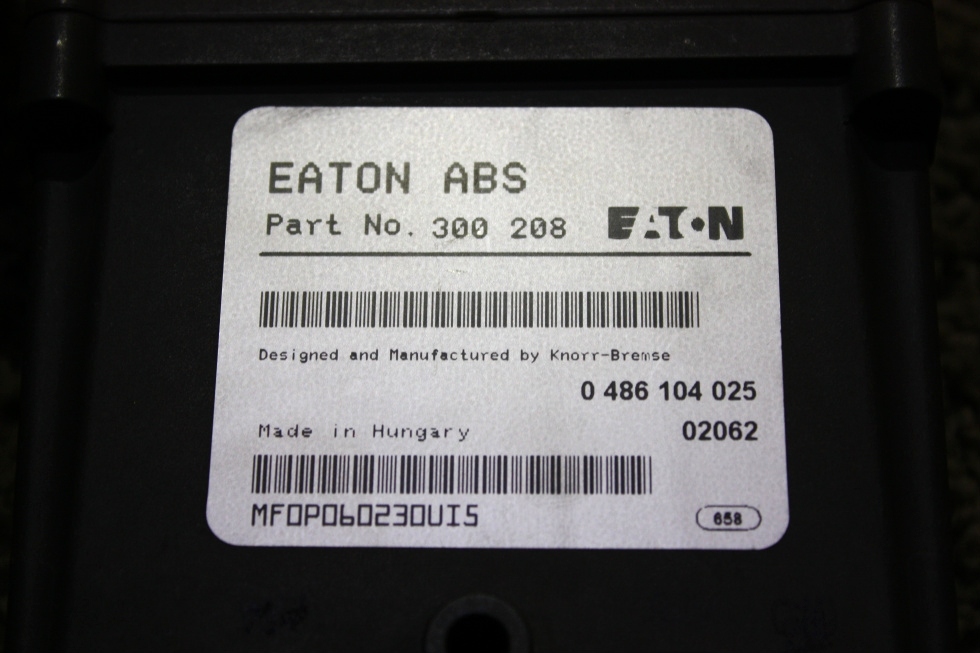 EATON ABS
Part No. 300 208 EATON
Designed and Manufactured by Knorr-Bremse
0 486 104 025
Made in Hungary 02062
MFOP060230UI5
658